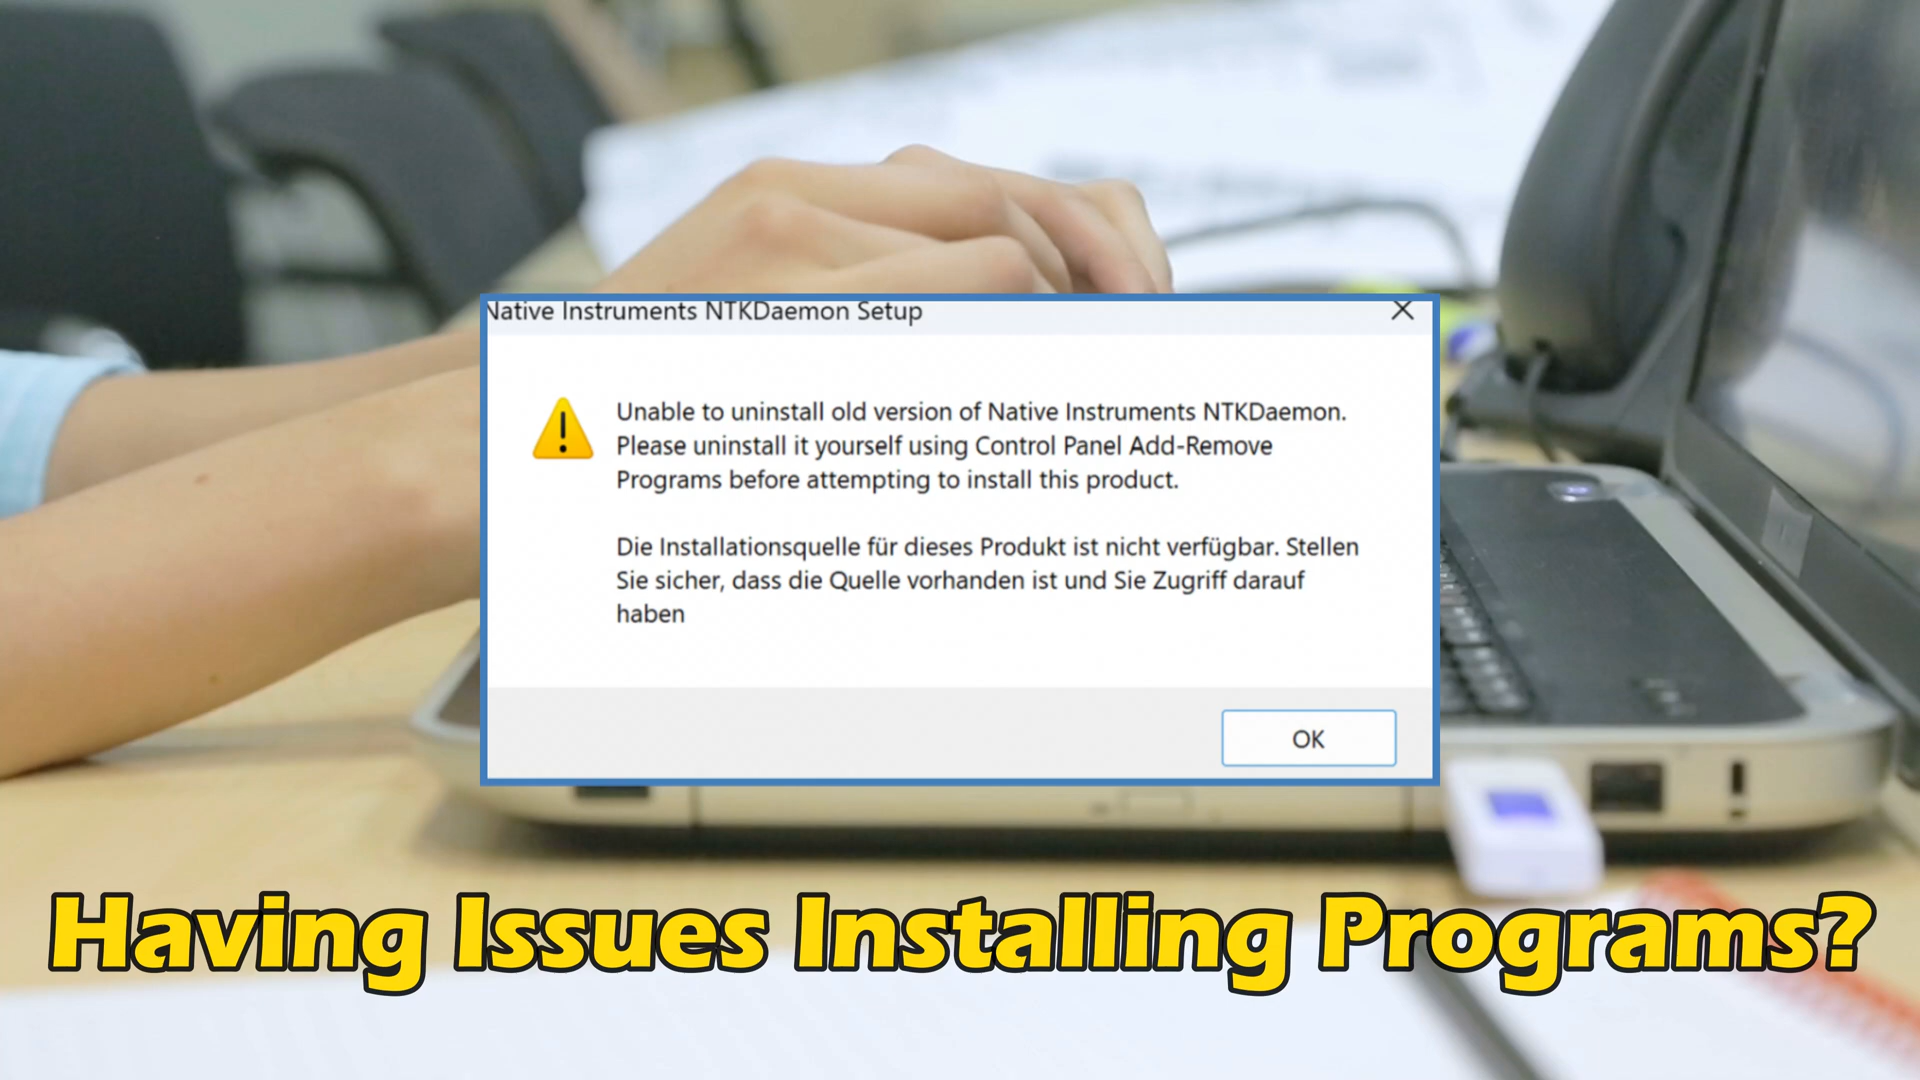 Native Instruments NTKDaemon Setup
Unable to uninstall old version of Native Instruments NTKDaemon.
Please uninstall it yourself using Control Panel Add-Remove
Programs before attempting to install this product.
Die Installationsquelle für dieses Produkt ist nicht verfügbar. Stellen
Sie sicher, dass die Quelle vorhanden ist und Sie Zugriff darauf
haben
OK
Having Issues Installing Programs?